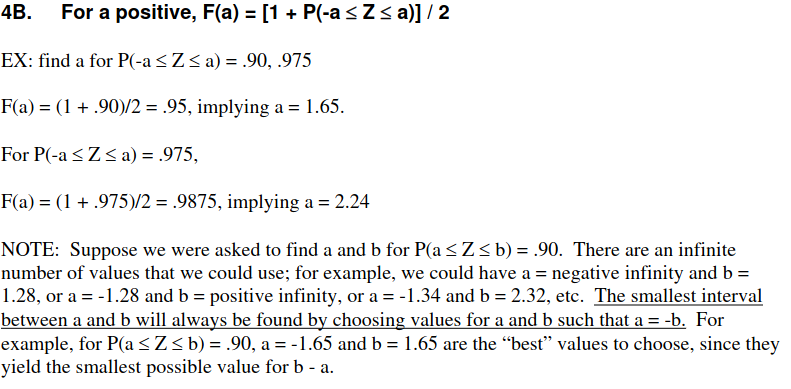 4B. For a positive, F(a) = [1 + P(-a ≤ Z ≤ a)] / 2
EX: find a for P(-a ≤ Z ≤ a) = .90, .975
F(a) = (1 + .90)/2 = .95, implying a = 1.65.
For P(-a ≤ Z ≤ a) = .975,
F(a) = (1 + .975)/2 = .9875, implying a = 2.24
NOTE: Suppose we were asked to find a and b for P(a ≤ Z ≤ b) = .90. There are an infinite
number of values that we could use; for example, we could have a = negative infinity and b =
1.28, or a = -1.28 and b = positive infinity, or a = -1.34 and b = 2.32, etc. The smallest interval
between a and b will always be found by choosing values for a and b such that a = -b. For
example, for P(a ≤ Z ≤ b) = .90, a = -1.65 and b = 1.65 are the “best” values to choose, since they
yield the smallest possible value for b - a.